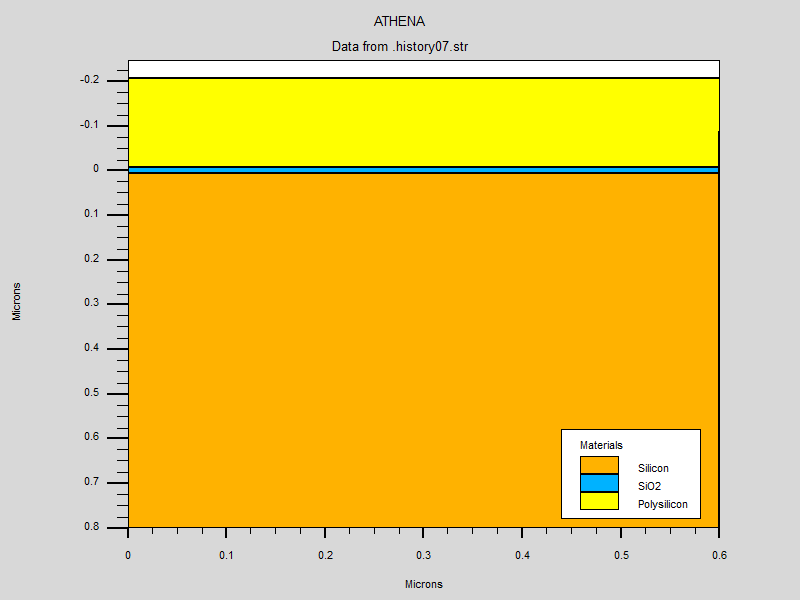 ATHENA
Data from .history07.str
-0.2
-0.1
0
0.1
0.2
0.3
0.4
0.5
0.6
0.7
0.8
Microns
Materials
Silicon
SiO2
Polysilicon
0 0.1 0.2 0.3 0.4 0.5 0.6
Microns